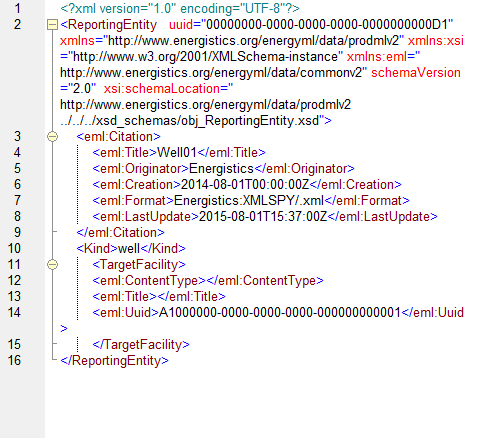 1 <?xml version="1.0" encoding="UTF-8"?>
2 <ReportingEntity uuid="00000000-0000-0000-0000-0000000000D1"
xmlns="http://www.energistics.org/energyml/data/prodmlv2" xmlns:xsi
="http://www.w3.org/2001/XMLSchema-instance" xmlns:eml="
http://www.energistics.org/energyml/data/commonv2" schemaVersion
="2.0" xsi:schemaLocation="
http://www.energistics.org/energyml/data/prodmlv2
../../../xsd_schemas/obj_ReportingEntity.xsd">
3 <eml:Citation>
4 <eml:Title>Well01</eml:Title>
5 <eml:Originator>Energistics</eml:Originator>
6 <eml:Creation>2014-08-01T00:00:00Z</eml:Creation>
7 <eml:Format>Energistics:XMLSPY/.xml</eml:Format>
8 <eml:LastUpdate>2015-08-01T15:37:00Z</eml:LastUpdate>
9 </eml:Citation>
10 <Kind>well</Kind>
11 <TargetFacility>
12 <eml:ContentType></eml:ContentType>
13 <eml:Title></eml:Title>
14 <eml:Uuid>A1000000-0000-0000-0000-000000000001</eml:Uuid
>
15 </TargetFacility>
16 </ReportingEntity>